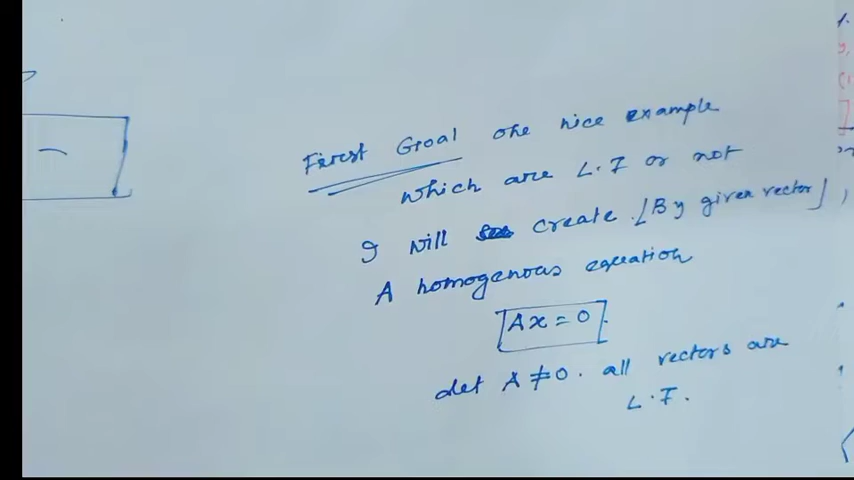 First Goal one nice example
which are L.I or not
I will create [By given vector],
A homogenous equation
Ax = 0
det A ≠ 0. all vectors are
L.I.